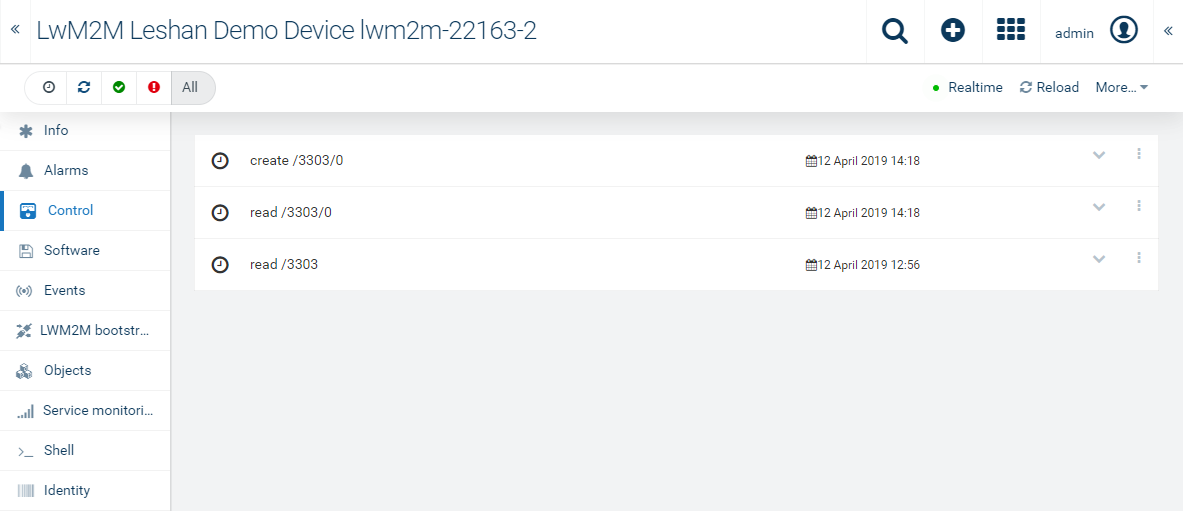 LwM2M Leshan Demo Device lwm2m-22163-2
admin
All
Realtime
Reload
More...
Info
Alarms
Control
Software
Events
LWM2M bootstr...
Objects
Service monitori...
Shell
Identity
create /3303/0
12 April 2019 14:18
read /3303/0
12 April 2019 14:18
read /3303
12 April 2019 12:56